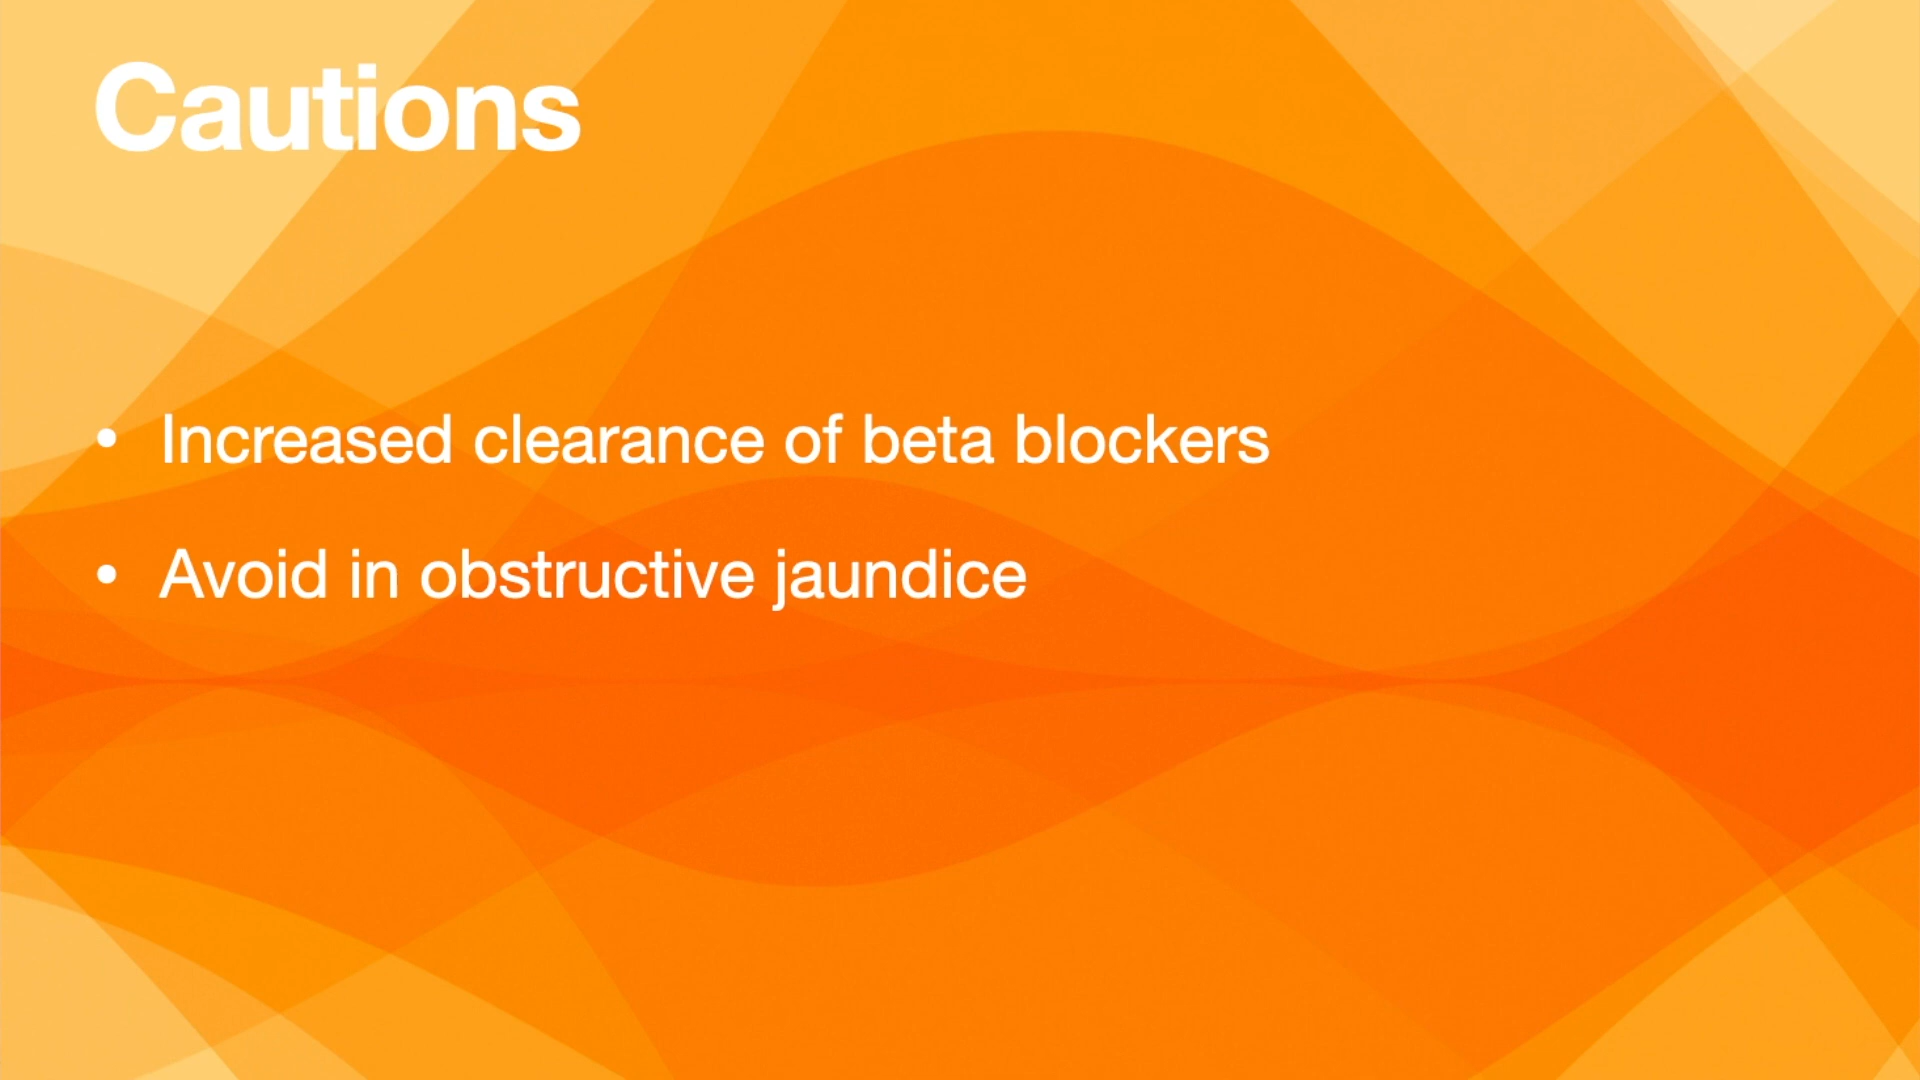 Cautions
• Increased clearance of beta blockers
• Avoid in obstructive jaundice